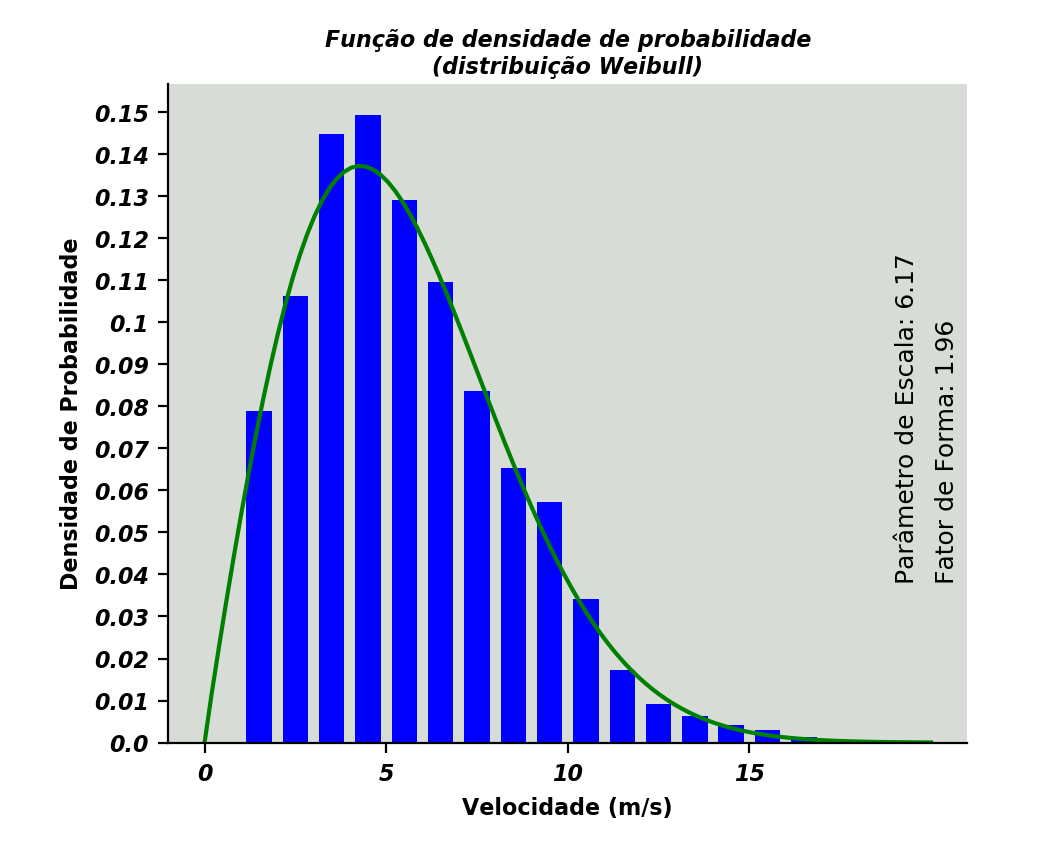 Função de densidade de probabilidade
(distribuição Weibull)
Densidade de Probabilidade
0.15
0.14
0.13
0.12
0.11
0.1
0.09
0.08
0.07
0.06
0.05
0.04
0.03
0.02
0.01
0.0
Parâmetro de Escala: 6.17
Fator de Forma: 1.96
0 5 10 15
Velocidade (m/s)